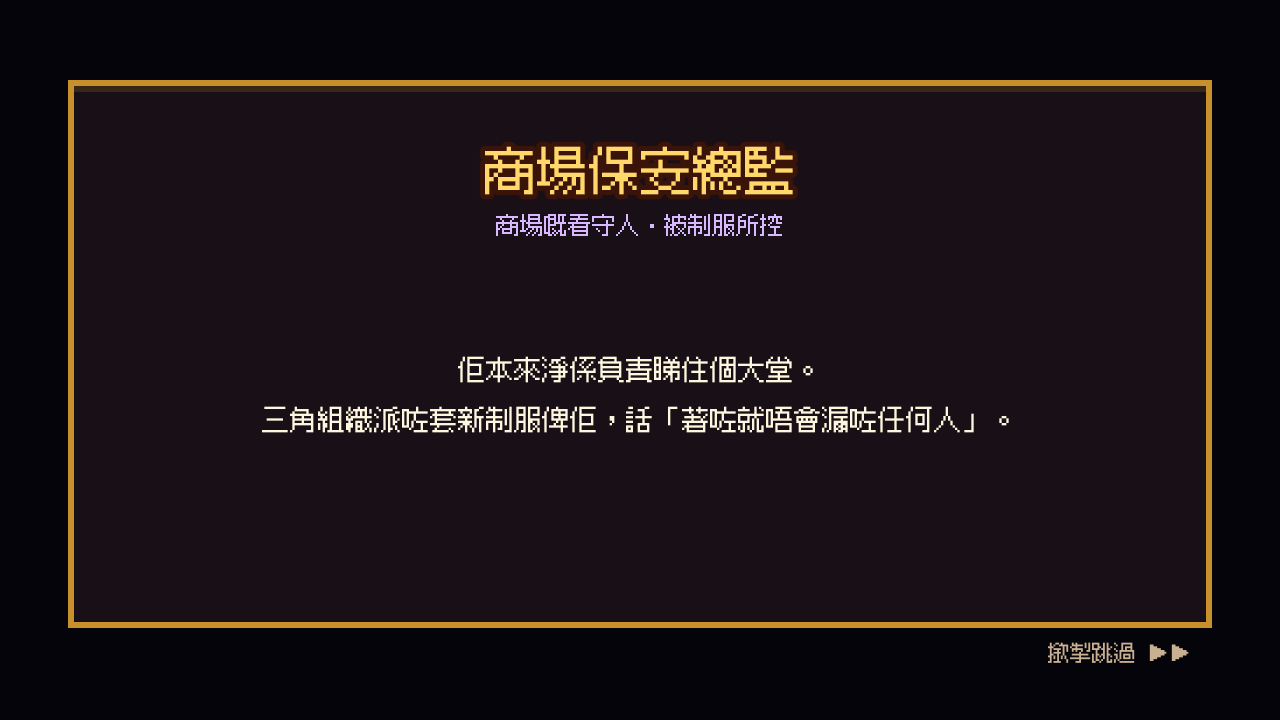 商場保安總監
商場嘅看守人・被制服所控
佢本來淨係負責睇住個大堂。
三角組織派咗套新制服俾佢，話「著咗就唔會漏咗任何人」。
撳掣跳過 ▶▶